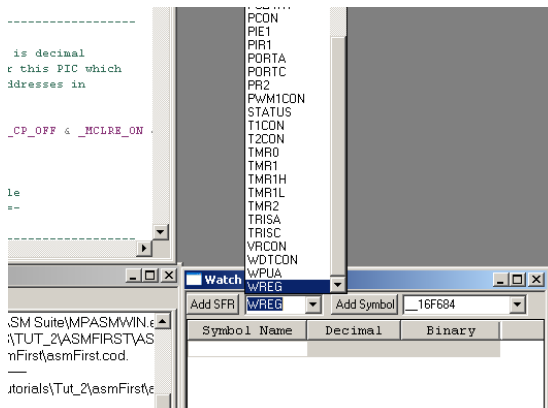 PCON
PIE1
PIR1
PORTA
PORTC
PR2
PWM1CON
STATUS
T1CON
T2CON
TMR0
TMR1
TMR1H
TMR1L
TMR2
TRISA
TRISC
VRCON
WDTCON
WPUA
WREG
--------------------
is decimal
r this PIC which
ddresses in
_CP_OFF & _MCLRE_ON
le
=-
--------------------
Watch
Add SFR WREG Add Symbol __16F684
Symbol Name Decimal Binary
ASM Suite\MPASMWIN.e
\TUT_2\ASMFIRST\AS
mFirst\asmFirst.cod.
utorials\Tut_2\asmFirst\